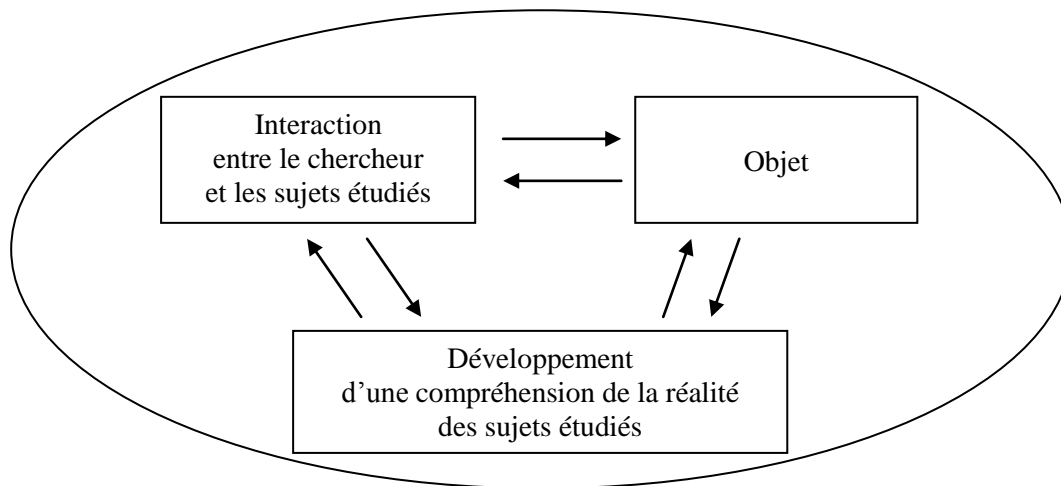 Interaction
entre le chercheur
et les sujets étudiés
Objet
Développement
d’une compréhension de la réalité
des sujets étudiés